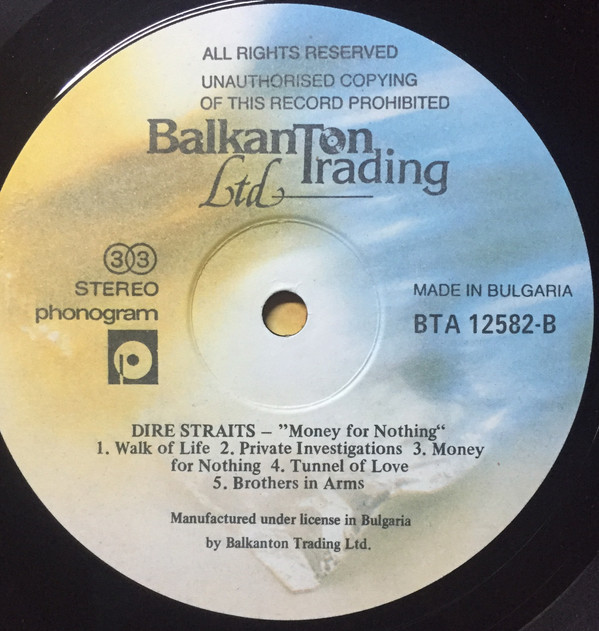 ALL RIGHTS RESERVED
UNAUTHORISED COPYING
OF THIS RECORD PROHIBITED
BalkanTon
Trading
Ltd
33
STEREO
phonogram
p
MADE IN BULGARIA
BTA 12582-B
DIRE STRAITS – ”Money for Nothing“
1. Walk of Life 2. Private Investigations 3. Money
for Nothing 4. Tunnel of Love
5. Brothers in Arms
Manufactured under license in Bulgaria
by Balkanton Trading Ltd.